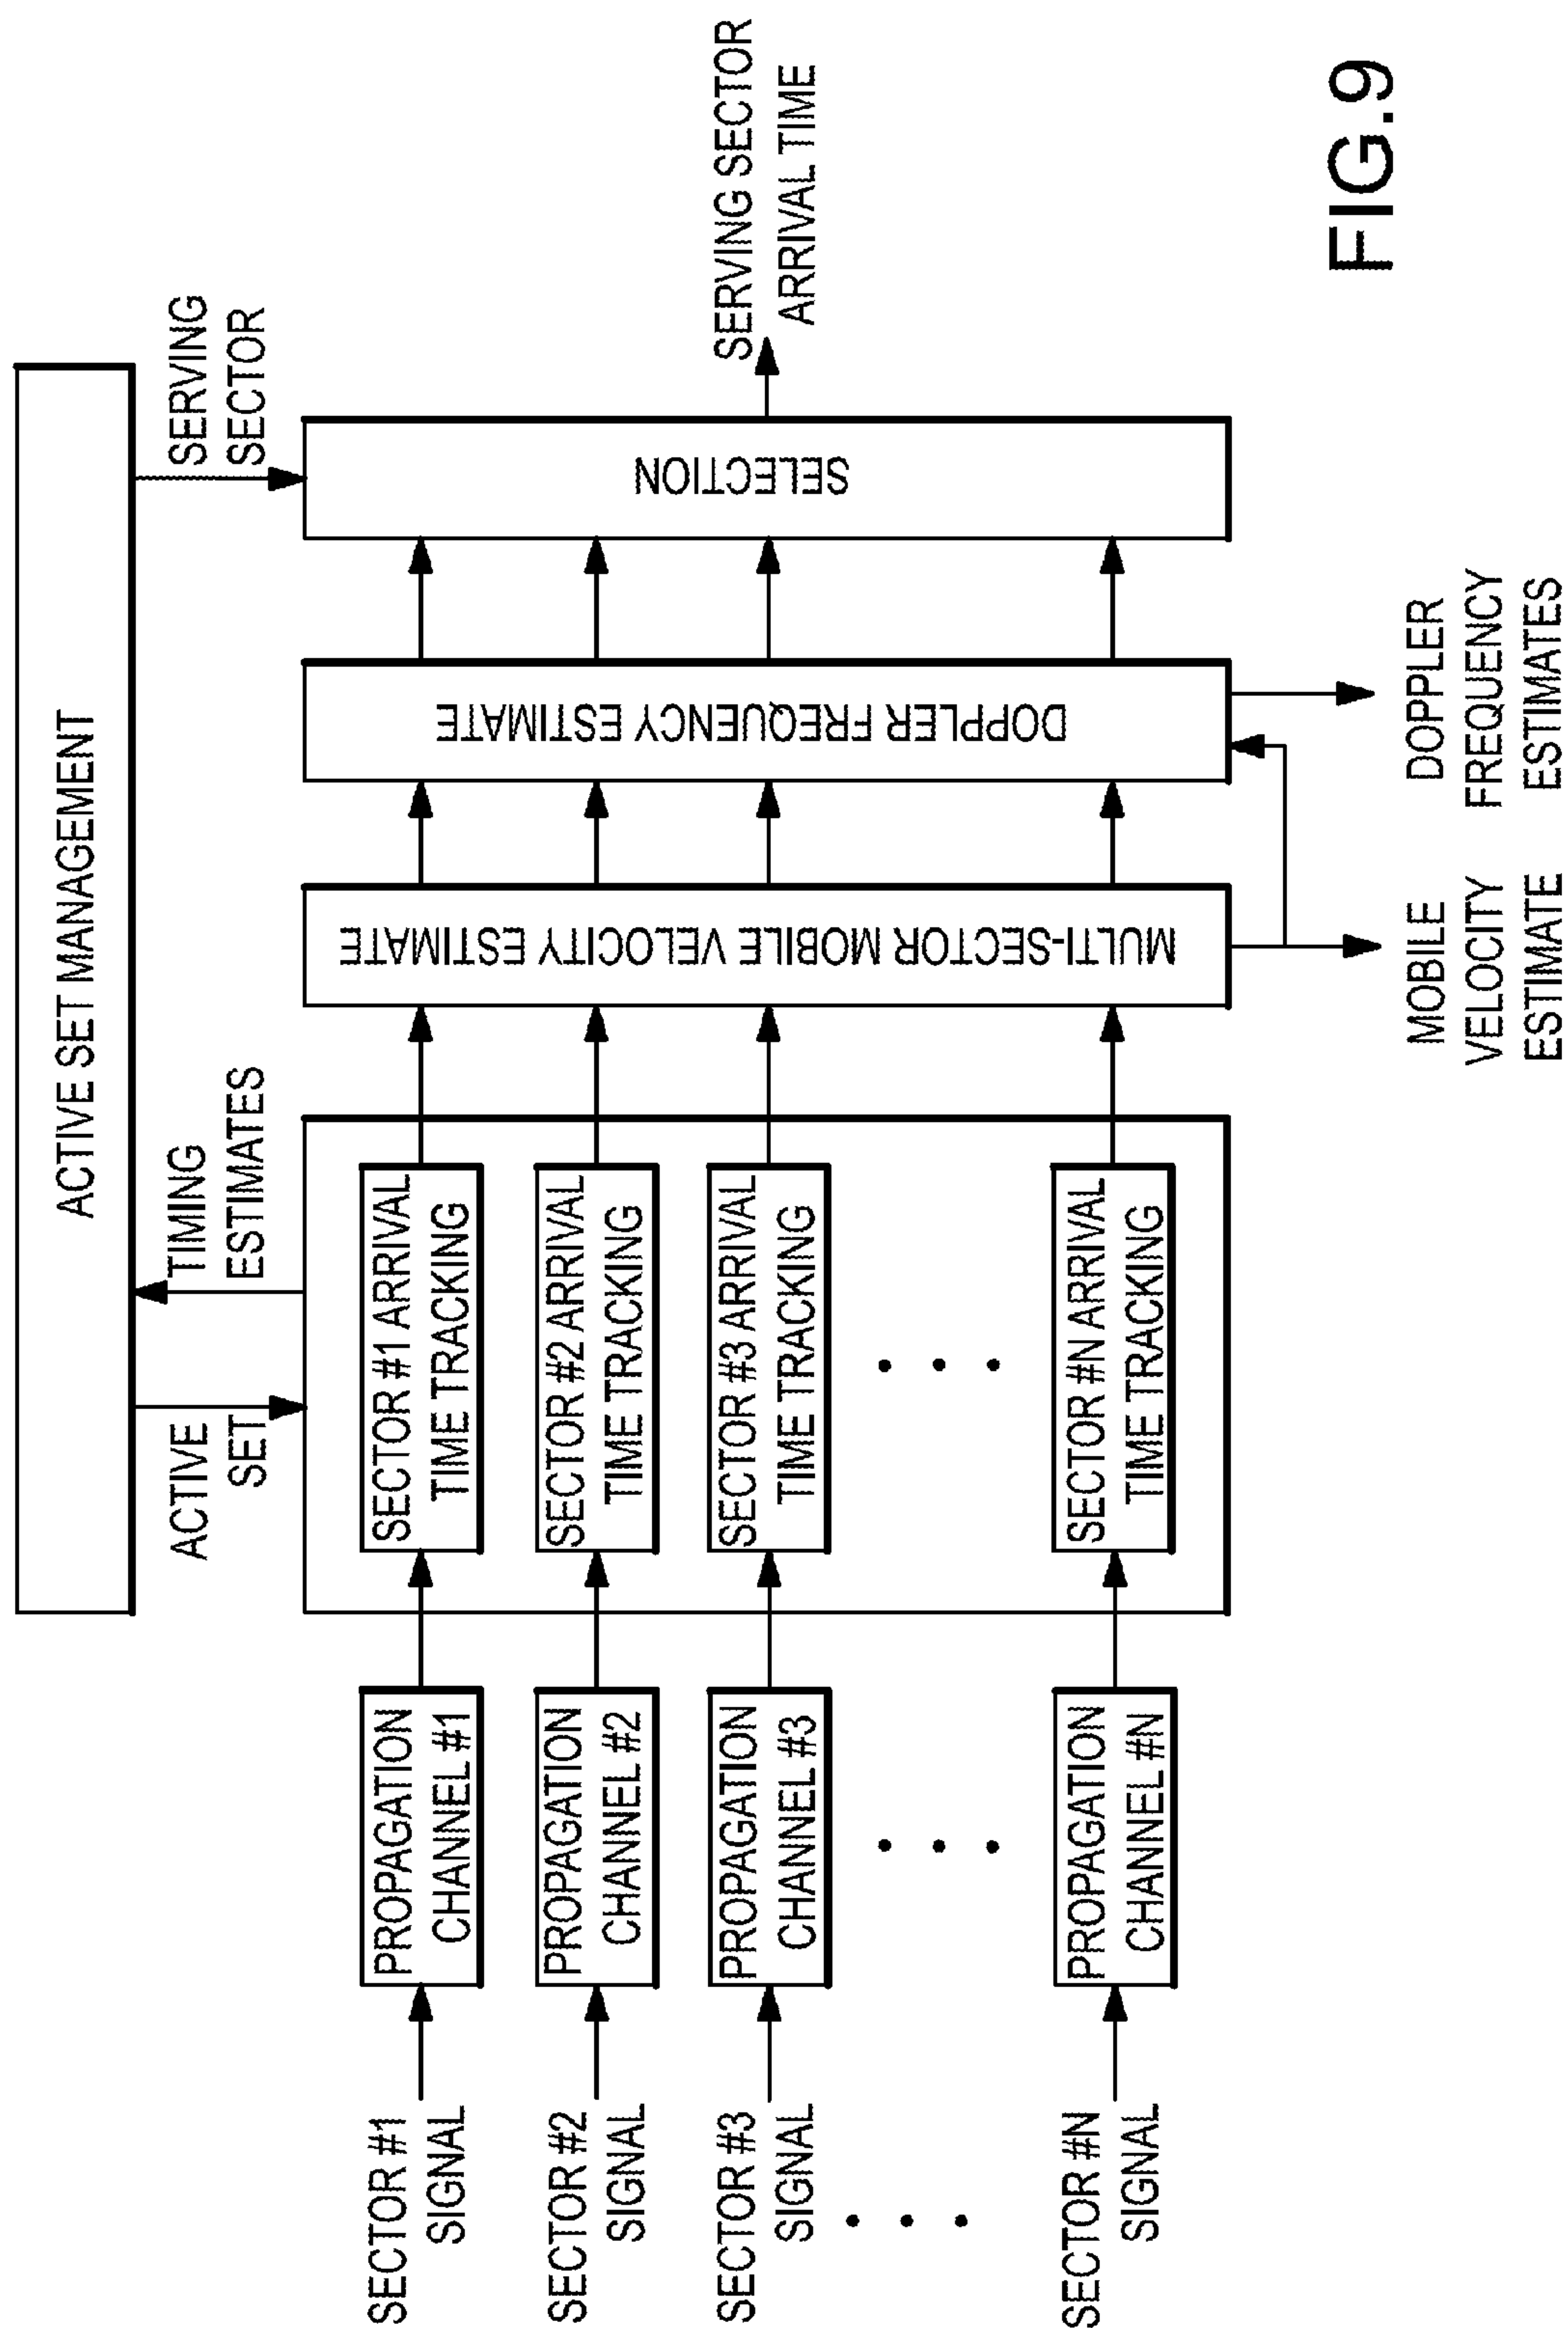 ACTIVE SET MANAGEMENT
ACTIVE
SET
TIMING
ESTIMATES
SERVING
SECTOR
SECTOR #1
SIGNAL
PROPAGATION
CHANNEL #1
SECTOR #1 ARRIVAL
TIME TRACKING
SECTOR #2
SIGNAL
PROPAGATION
CHANNEL #2
SECTOR #2 ARRIVAL
TIME TRACKING
SECTOR #3
SIGNAL
PROPAGATION
CHANNEL #3
SECTOR #3 ARRIVAL
TIME TRACKING
SECTOR #N
SIGNAL
PROPAGATION
CHANNEL #N
SECTOR #N ARRIVAL
TIME TRACKING
MULTI-SECTOR MOBILE VELOCITY ESTIMATE
DOPPLER FREQUENCY ESTIMATE
SELECTION
SERVING SECTOR
ARRIVAL TIME
MOBILE
VELOCITY
ESTIMATE
DOPPLER
FREQUENCY
ESTIMATES
FIG.9